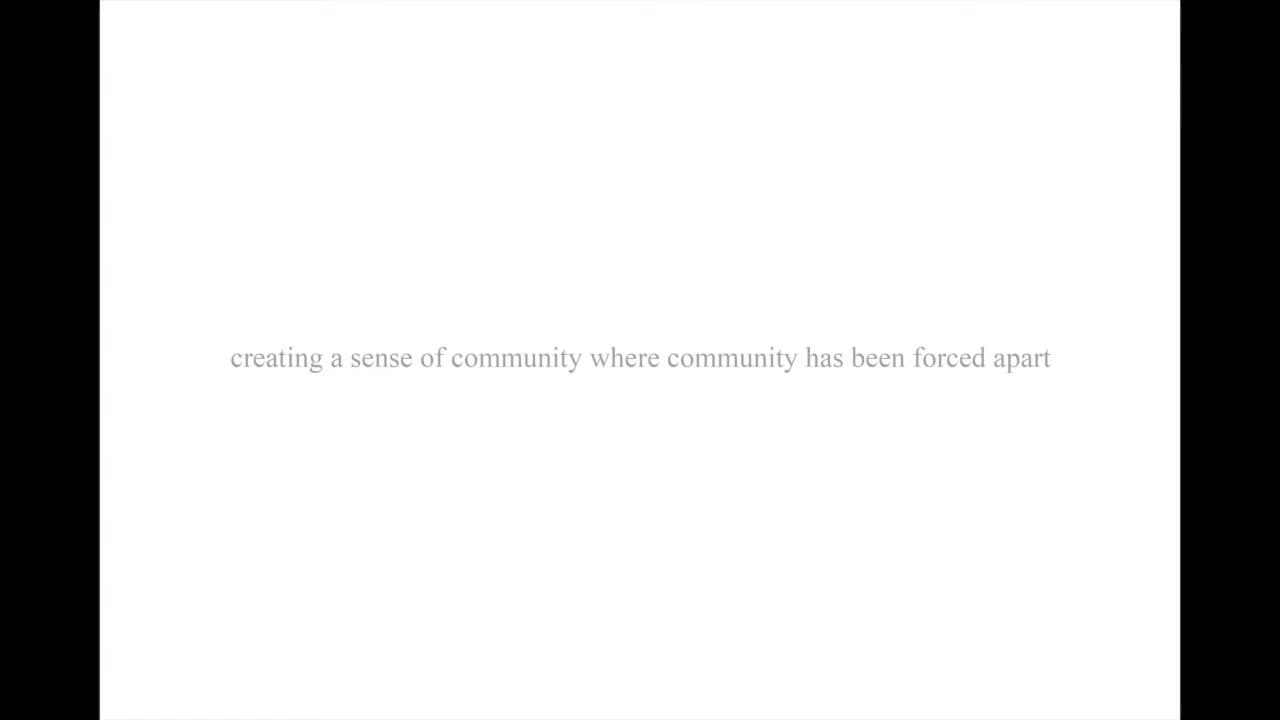 creating a sense of community where community has been forced apart